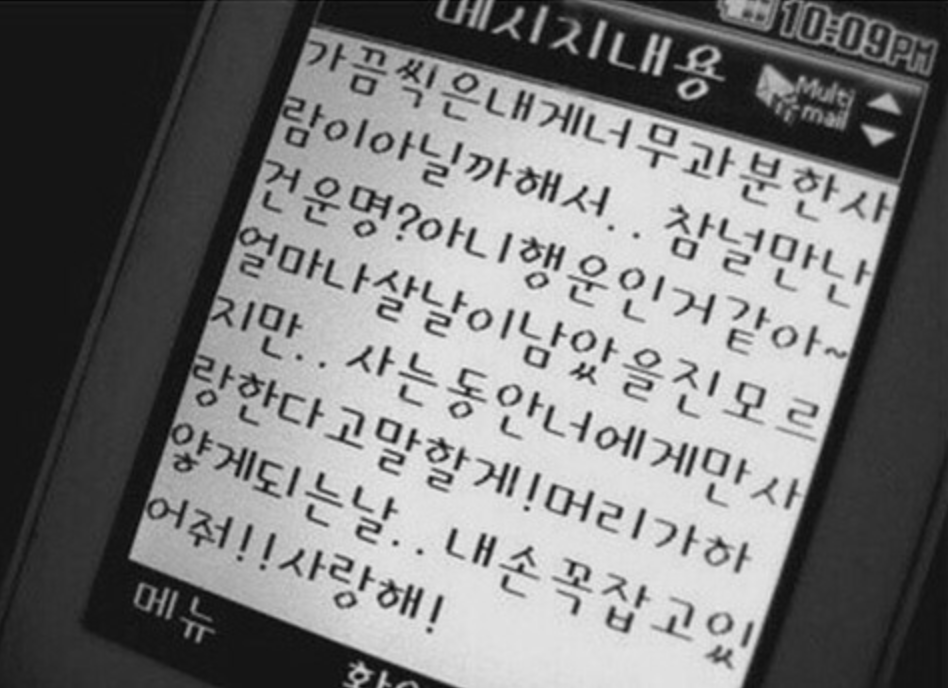 메시지내용
10:09PM
Multi
mail
가끔씩은내게너무과분한사
람이아닐까해서.. 참널만난
건운명?아니행운인거같아~
얼마나살날이남았을진모르
지만.. 사는동안너에게만사
랑한다고말할게!머리가하
얗게되는날.. 내손꼭잡고있
어줘!!사랑해!
메뉴